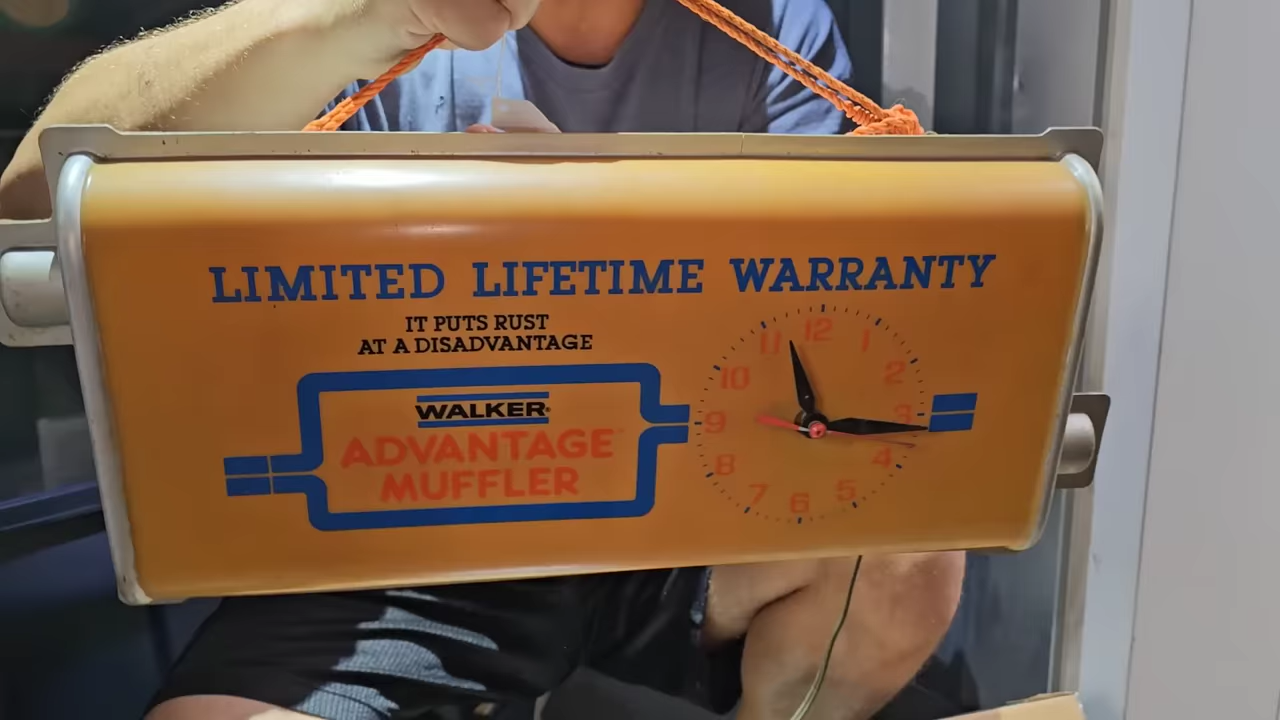 LIMITED LIFETIME WARRANTY
IT PUTS RUST
AT A DISADVANTAGE
WALKER®
ADVANTAGE™
MUFFLER
12
1
2
3
4
5
6
7
8
9
10
11